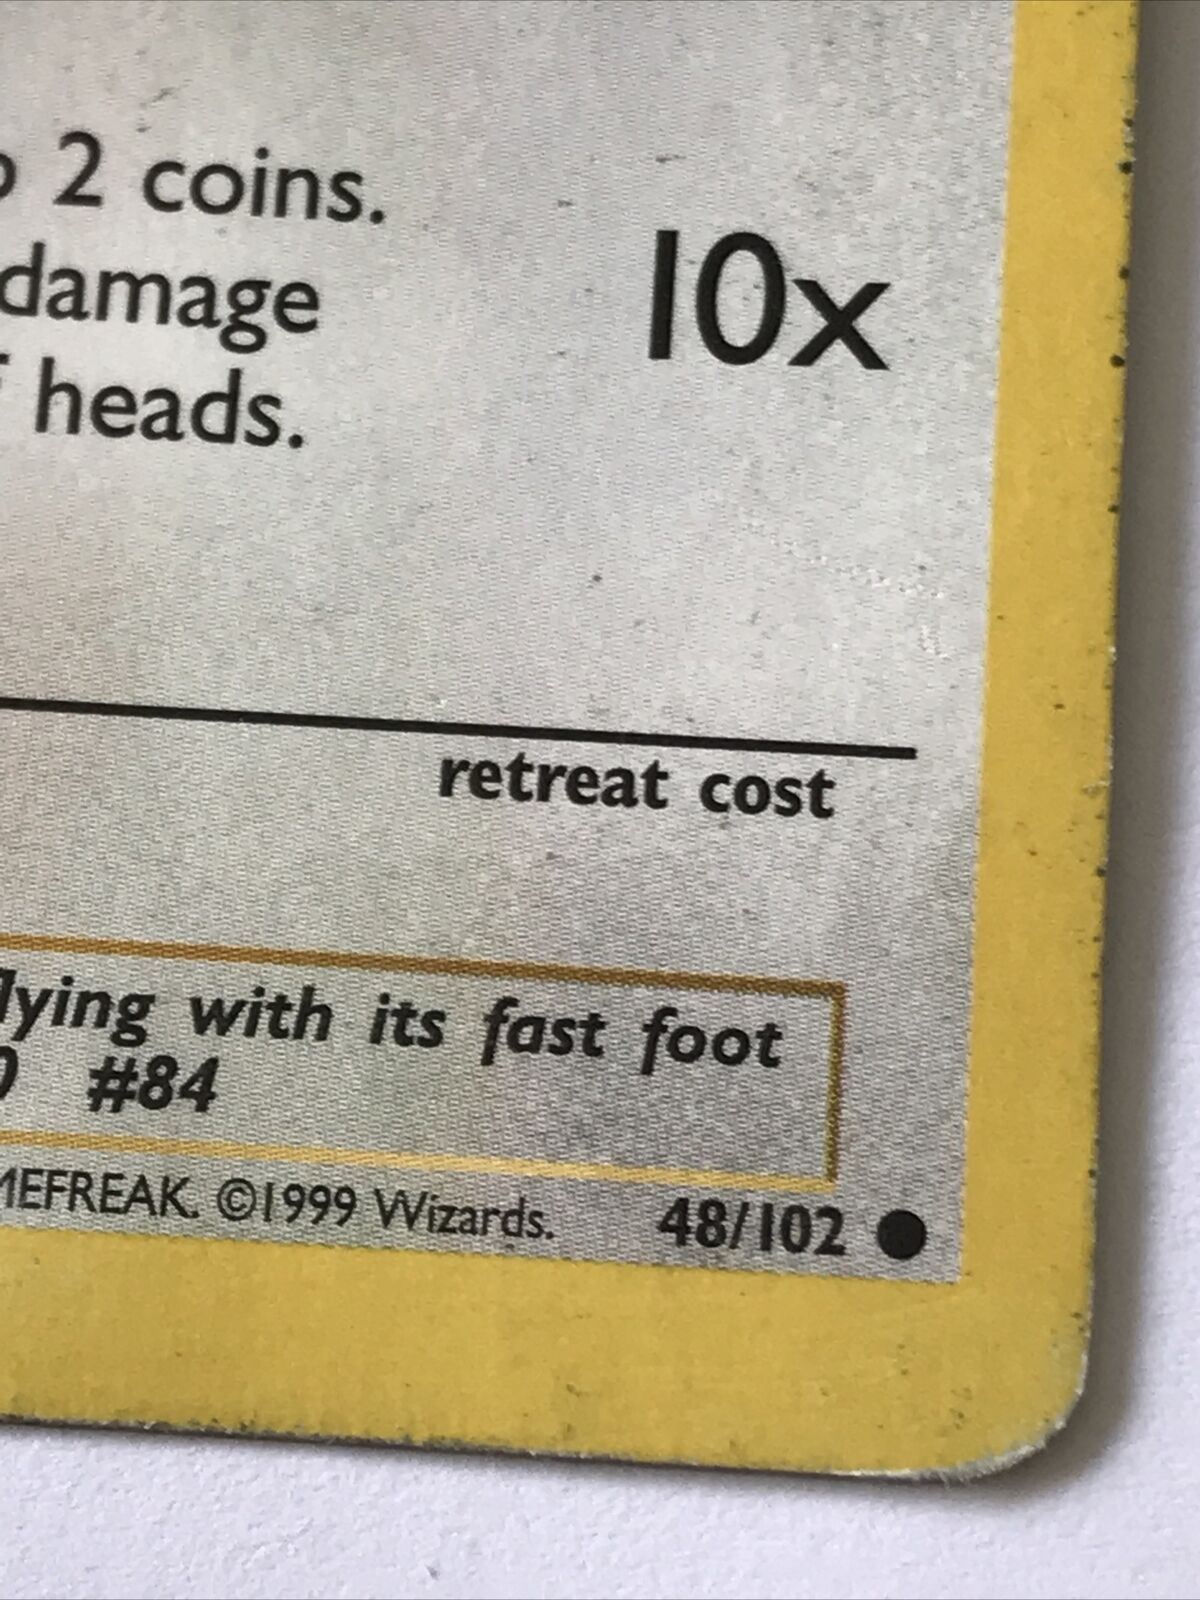 2 coins.
damage 10x
heads.
retreat cost
lying with its fast foot
#84
MEFREAK. ©1999 Wizards. 48/102 ●